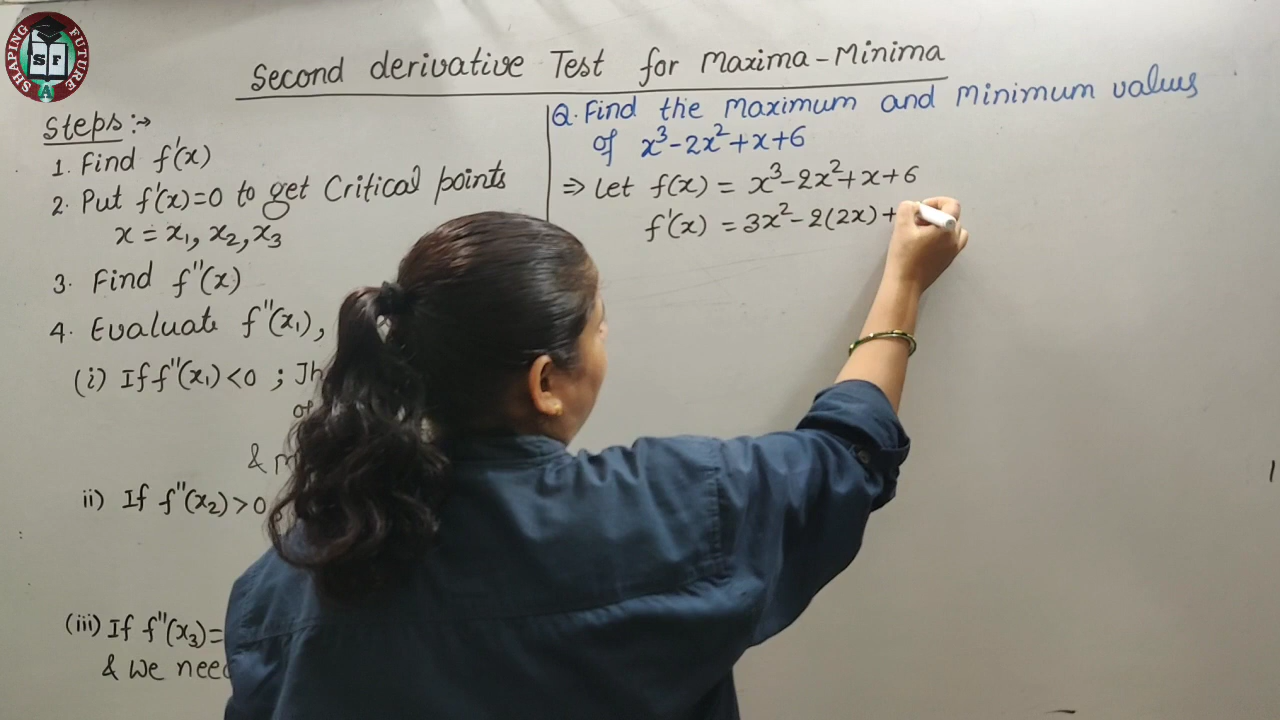 SHAPING FUTURE
S F
A
Second derivative Test for Maxima-Minima
Steps:→
1. Find f'(x)
2. Put f'(x)=0 to get Critical points
x = x₁, x₂, x₃
3. Find f"(x)
4. Evaluate f"(x₁),
(i) If f"(x₁) <0 ; Th
of
&
ii) If f"(x₂) >0
(iii) If f"(x₃)=
& We need
Q. Find the Maximum and Minimum values
of x³-2x²+x+6
⇒ Let f(x) = x³-2x²+x+6
f'(x) = 3x²-2(2x)+